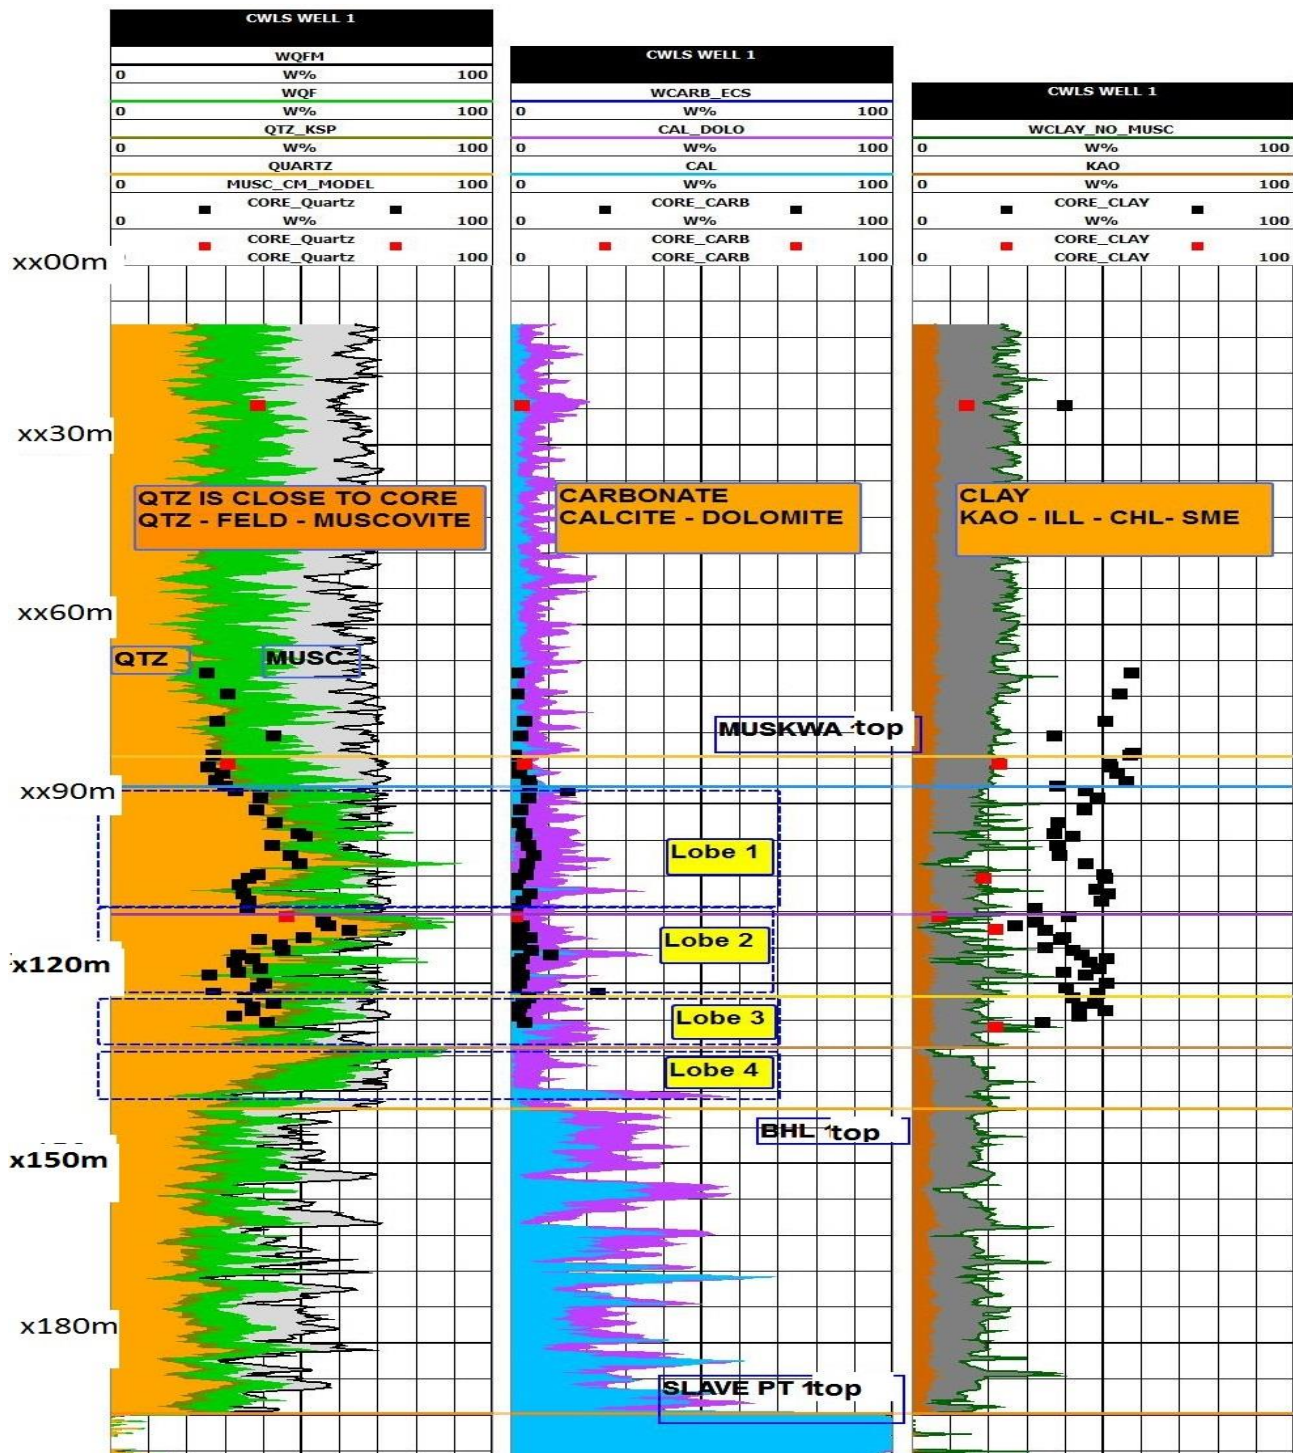 CWLS WELL 1
WQFM
0 W% 100
WQF
0 W% 100
QTZ_KSP
0 W% 100
QUARTZ
0 MUSC_CM_MODEL 100
CORE_Quartz
0 W% 100
CORE_Quartz
CORE_Quartz 100
CWLS WELL 1
WCARB_ECS
0 W% 100
CAL_DOLO
0 W% 100
CAL
0 W% 100
CORE_CARB
0 W% 100
CORE_CARB
0 CORE_CARB 100
CWLS WELL 1
WCLAY_NO_MUSC
0 W% 100
KAO
0 W% 100
CORE_CLAY
0 W% 100
CORE_CLAY
0 CORE_CLAY 100
xx00m
xx30m
QTZ IS CLOSE TO CORE
QTZ - FELD - MUSCOVITE
CARBONATE
CALCITE - DOLOMITE
CLAY
KAO - ILL - CHL- SME
xx60m
QTZ
MUSC
MUSKWA top
xx90m
Lobe 1
Lobe 2
x120m
Lobe 3
Lobe 4
BHL top
x150m
x180m
SLAVE PT top